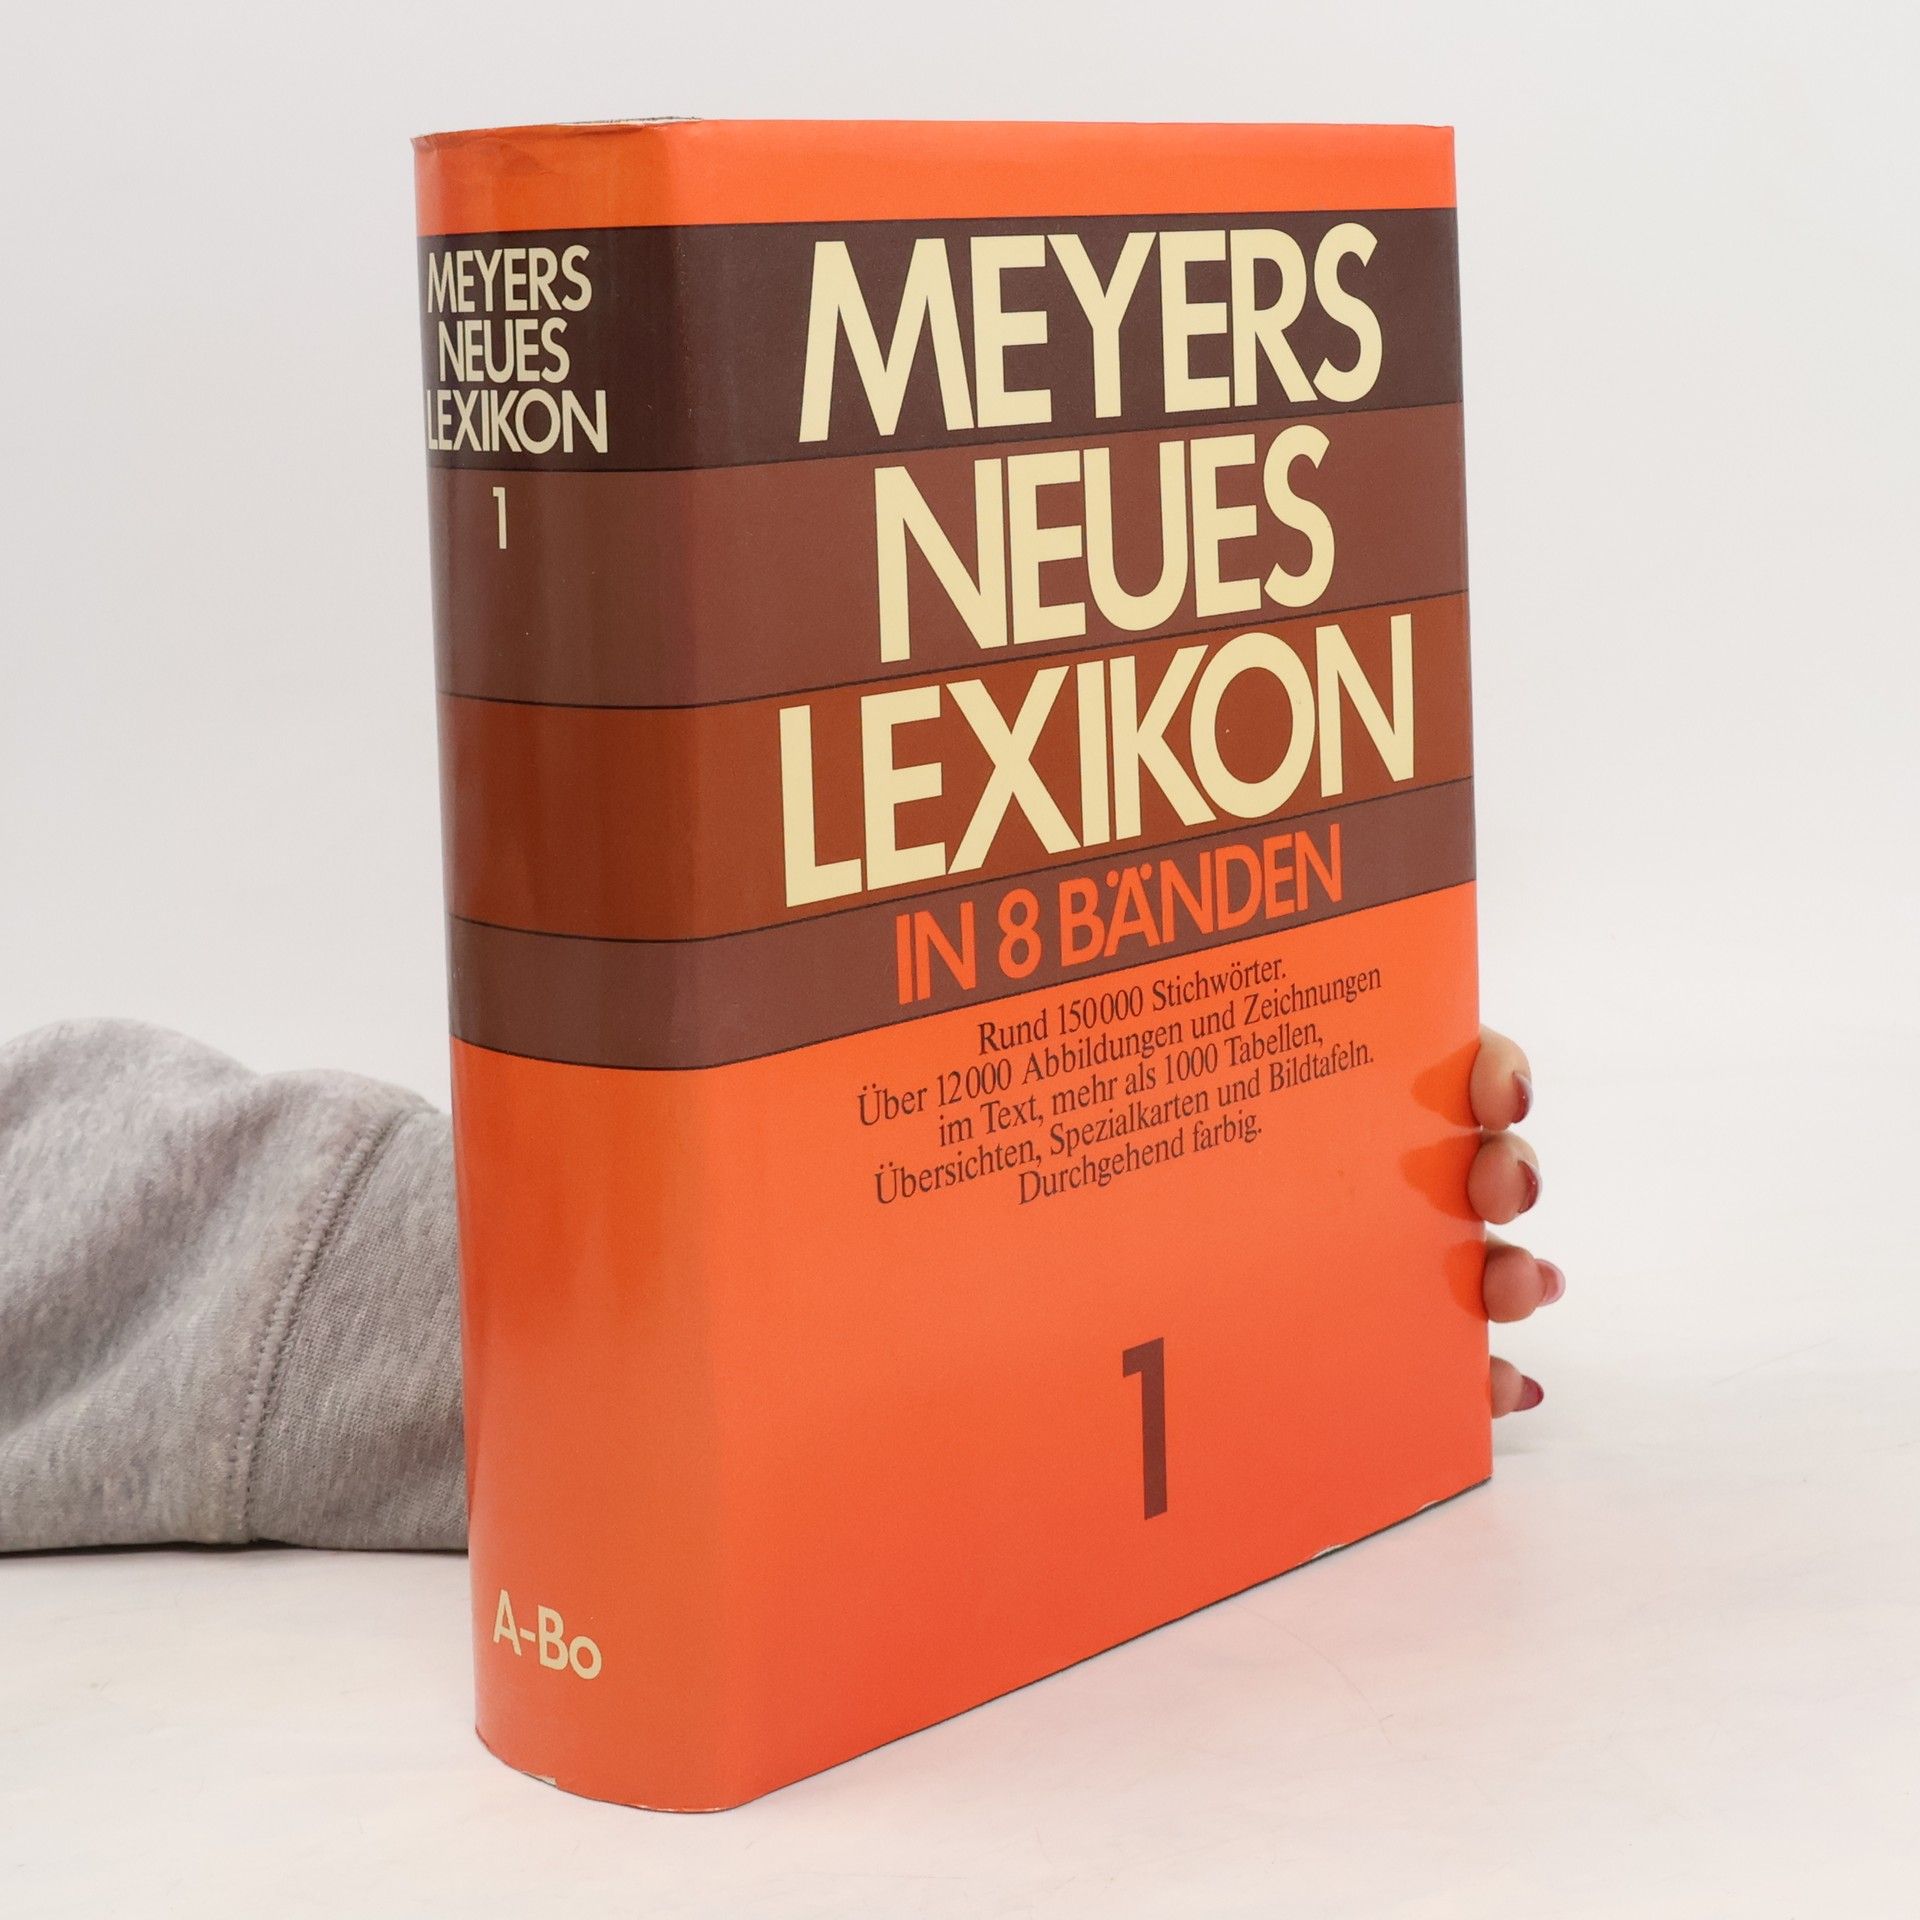 MEYERS
NEUES
LEXIKON
1
A-Bo
MEYERS
NEUES
LEXIKON
IN 8 BÄNDEN
Rund 150000 Stichwörter.
Über 12000 Abbildungen und Zeichnungen
im Text, mehr als 1000 Tabellen,
Übersichten, Spezialkarten und Bildtafeln.
Durchgehend farbig.
1